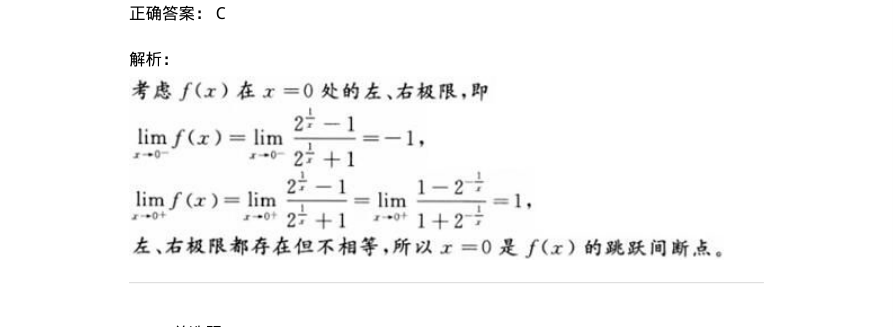 正确答案： C
解析：
考虑 f(x) 在 x=0 处的左、右极限,即
lim_{x→0⁻} f(x) = lim_{x→0⁻} (2^{1/x} − 1)/(2^{1/x} + 1) = −1,
lim_{x→0+} f(x) = lim_{x→0+} (2^{1/x} − 1)/(2^{1/x} + 1) = lim_{x→0+} (1 − 2^{−1/x})/(1 + 2^{−1/x}) = 1,
左、右极限都存在但不相等,所以 x=0 是 f(x) 的跳跃间断点。